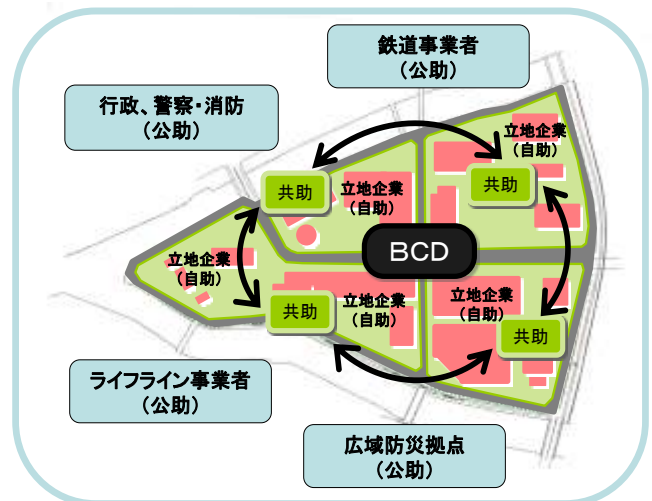 鉄道事業者
（公助）
行政、警察・消防
（公助）
立地企業
（自助）
共助
立地企業
（自助）
共助
BCD
立地企業
（自助）
共助
立地企業
（自助）
立地企業
（自助）
共助
ライフライン事業者
（公助）
広域防災拠点
（公助）